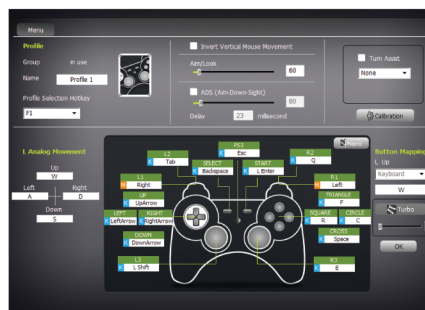 Menu
Profile
Group in use
Name Profile 1
Profile Selection Hotkey
F1
Invert Vertical Mouse Movement
Aim/Look
60
ADS (Aim-Down-Sight)
80
Delay 23 millisecond
Turn Asset
None
Calibration
L Analog Movement
Up
W
Left Right
A D
Down
S
Macro
PS3
Esc
L2
Tab
R2
Q
SELECT
Backspace
START
L Enter
L1
Right
R1
Left
UP
UpArrow
TRIANGLE
F
LEFT
LeftArrow
RIGHT
RightArrow
SQUARE
R
CIRCLE
C
DOWN
DownArrow
CROSS
Space
L3
L Shift
R3
E
Button Mapping
L Up
Keyboard
W
Turbo
OK